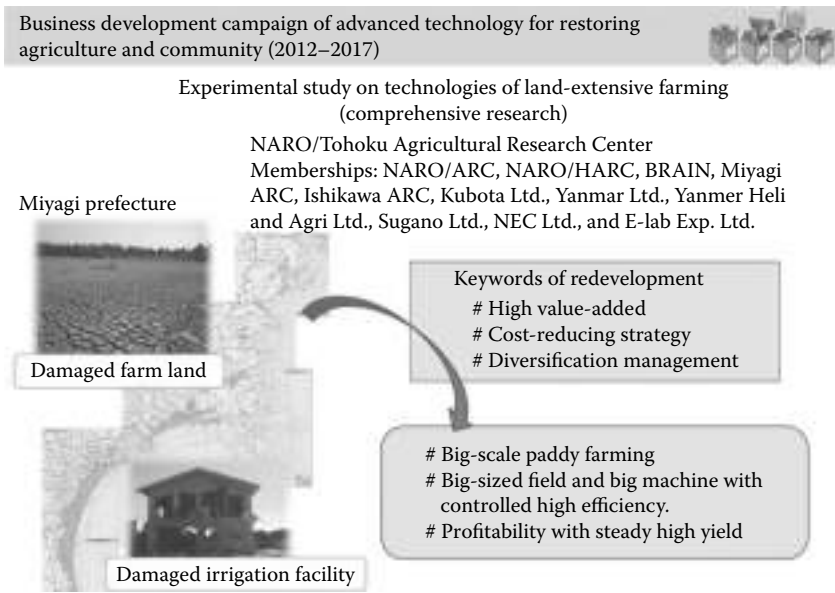 Business development campaign of advanced technology for restoring
agriculture and community (2012–2017)
Experimental study on technologies of land-extensive farming
(comprehensive research)
NARO/Tohoku Agricultural Research Center
Memberships: NARO/ARC, NARO/HARC, BRAIN, Miyagi
ARC, Ishikawa ARC, Kubota Ltd., Yanmar Ltd., Yanmer Heli
and Agri Ltd., Sugano Ltd., NEC Ltd., and E-lab Exp. Ltd.
Miyagi prefecture
Damaged farm land
Keywords of redevelopment
# High value-added
# Cost-reducing strategy
# Diversification management
# Big-scale paddy farming
# Big-sized field and big machine with
controlled high efficiency.
# Profitability with steady high yield
Damaged irrigation facility